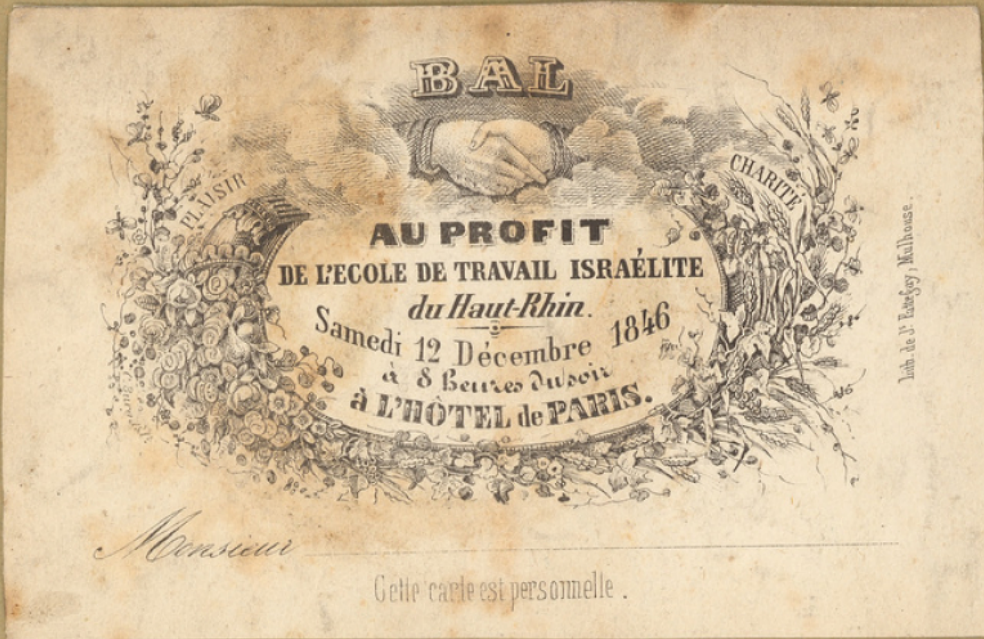 BAL
PLAISIR
CHARITÉ
AU PROFIT
DE L'ECOLE DE TRAVAIL ISRAÉLITE
du Haut-Rhin.
Samedi 12 Décembre 1846
à 8 heures du soir
à L'HÔTEL de PARIS.
Monsieur
Cette carte est personnelle.
Lith. de Jn. Mulhouse.